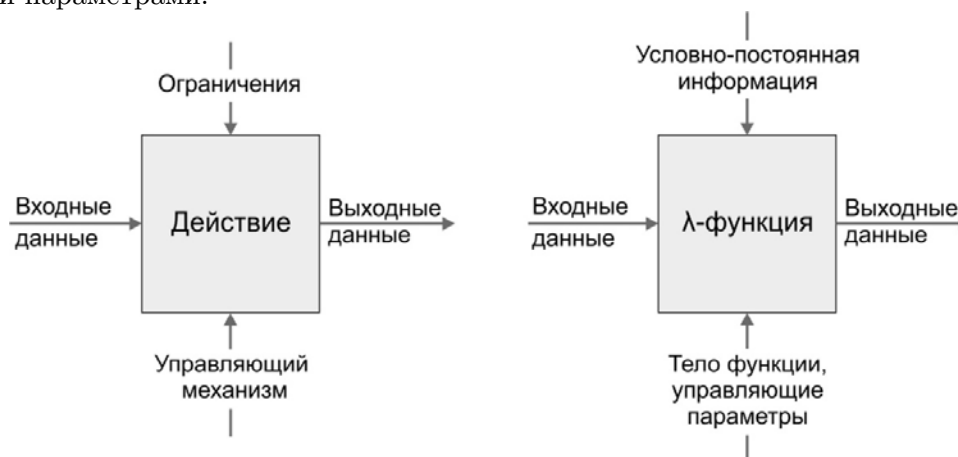 и параметрами.
Ограничения
Входные
данные
Действие
Выходные
данные
Управляющий
механизм
Условно-постоянная
информация
Входные
данные
λ-функция
Выходные
данные
Тело функции,
управляющие
параметры